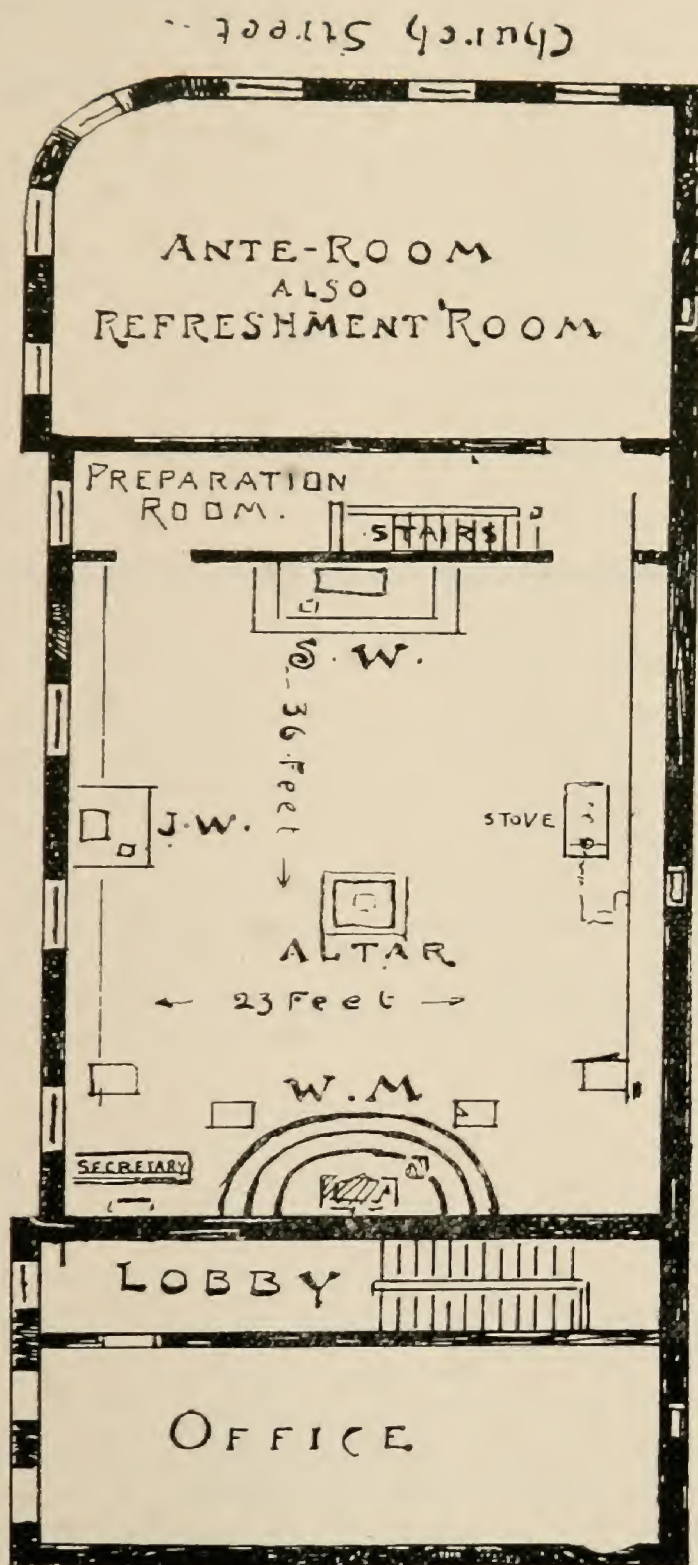 Church Street
ANTE-ROOM
ALSO
REFRESHMENT ROOM
PREPARATION
ROOM.
STAIRS
S. W.
36 Feet
J. W.
STOVE
ALTAR
23 Feet
W. M
SECRETARY
LOBBY
OFFICE